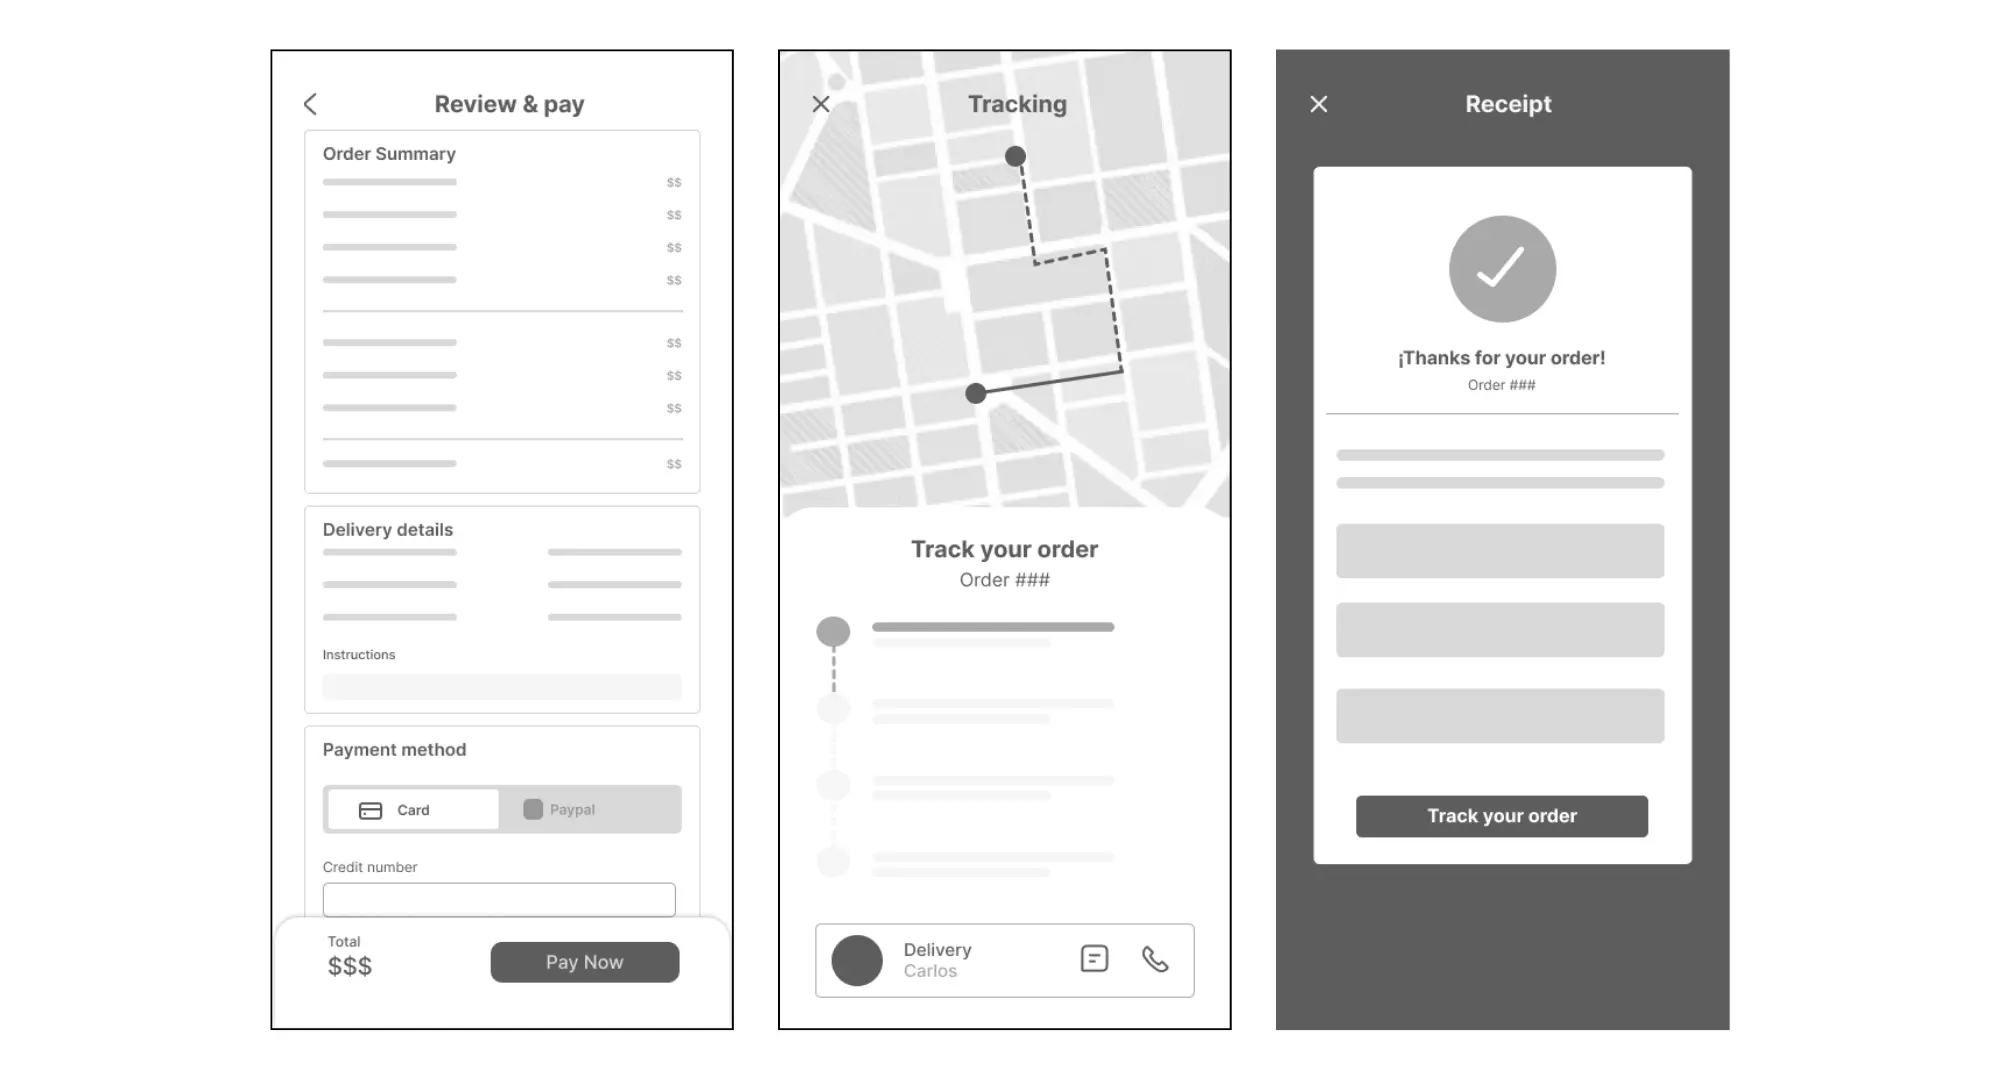 Review & pay
Order Summary
$$
$$
$$
$$
$$
$$
$$
$$
Delivery details
Instructions
Payment method
Card
Paypal
Credit number
Total
$$$
Pay Now
Tracking
Track your order
Order ###
Delivery
Carlos
Receipt
¡Thanks for your order!
Order ###
Track your order